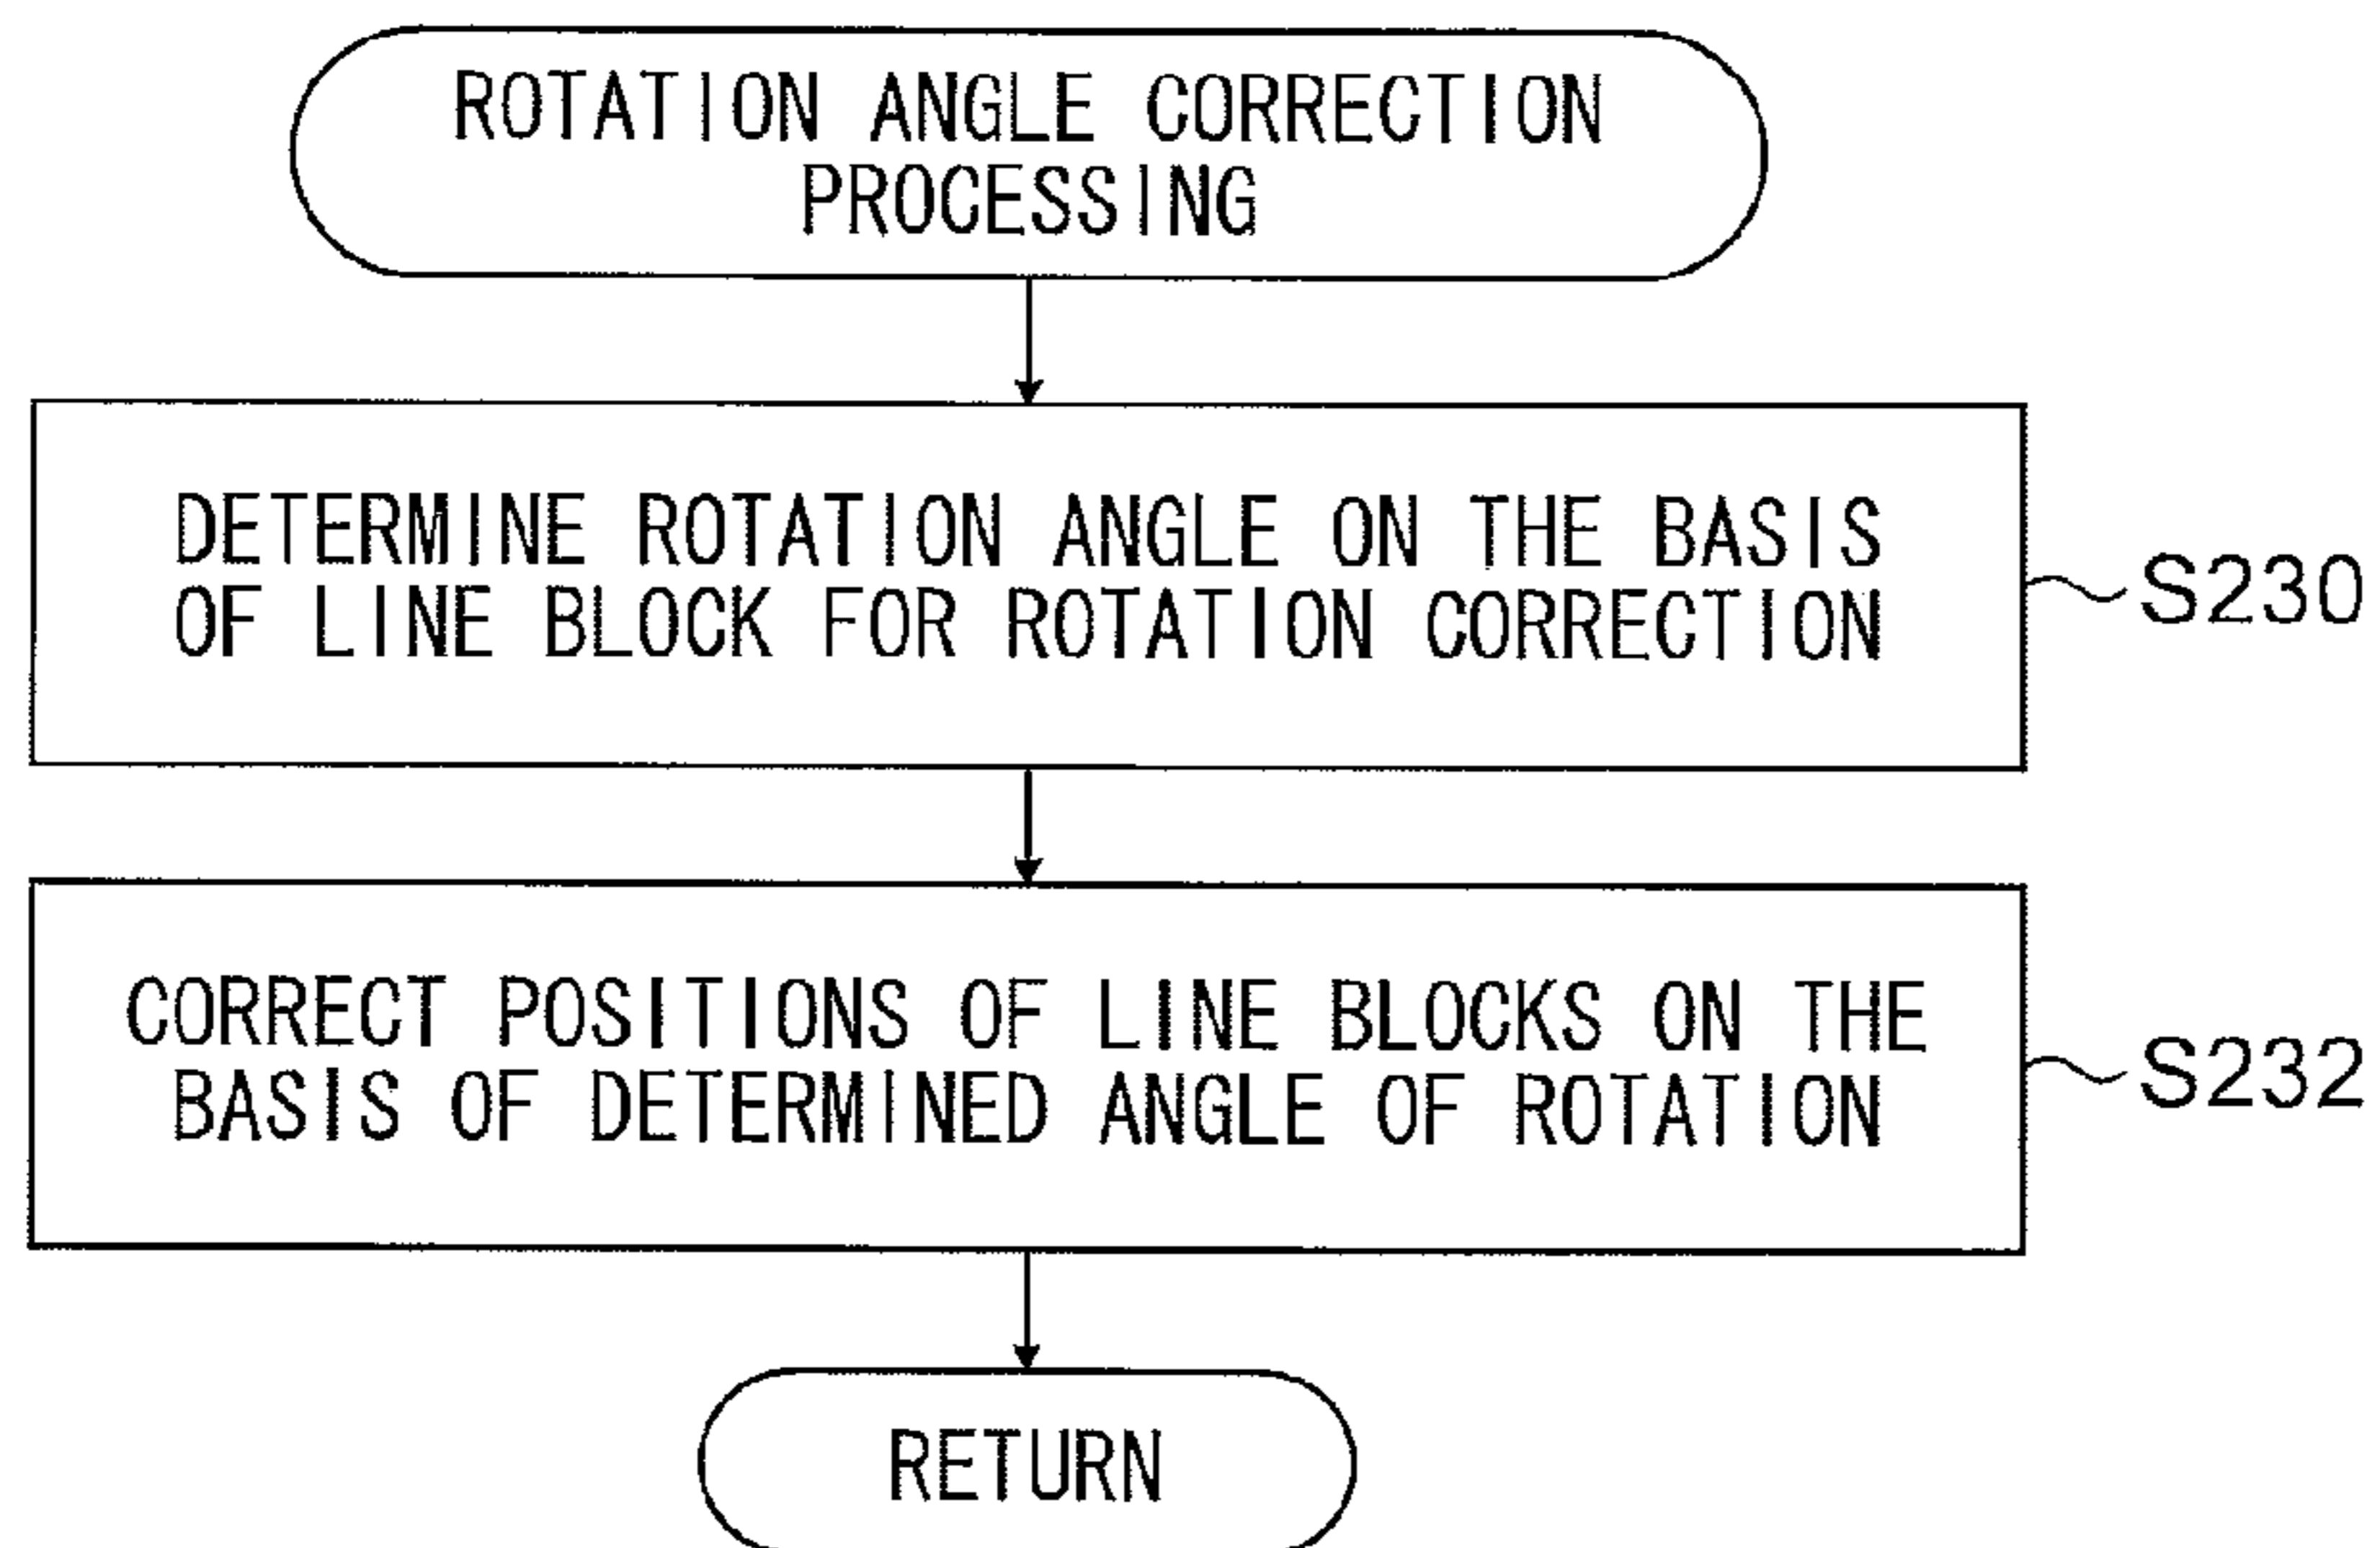 ROTATION ANGLE CORRECTION
PROCESSING
DETERMINE ROTATION ANGLE ON THE BASIS
OF LINE BLOCK FOR ROTATION CORRECTION
S230
CORRECT POSITIONS OF LINE BLOCKS ON THE
BASIS OF DETERMINED ANGLE OF ROTATION
S232
RETURN